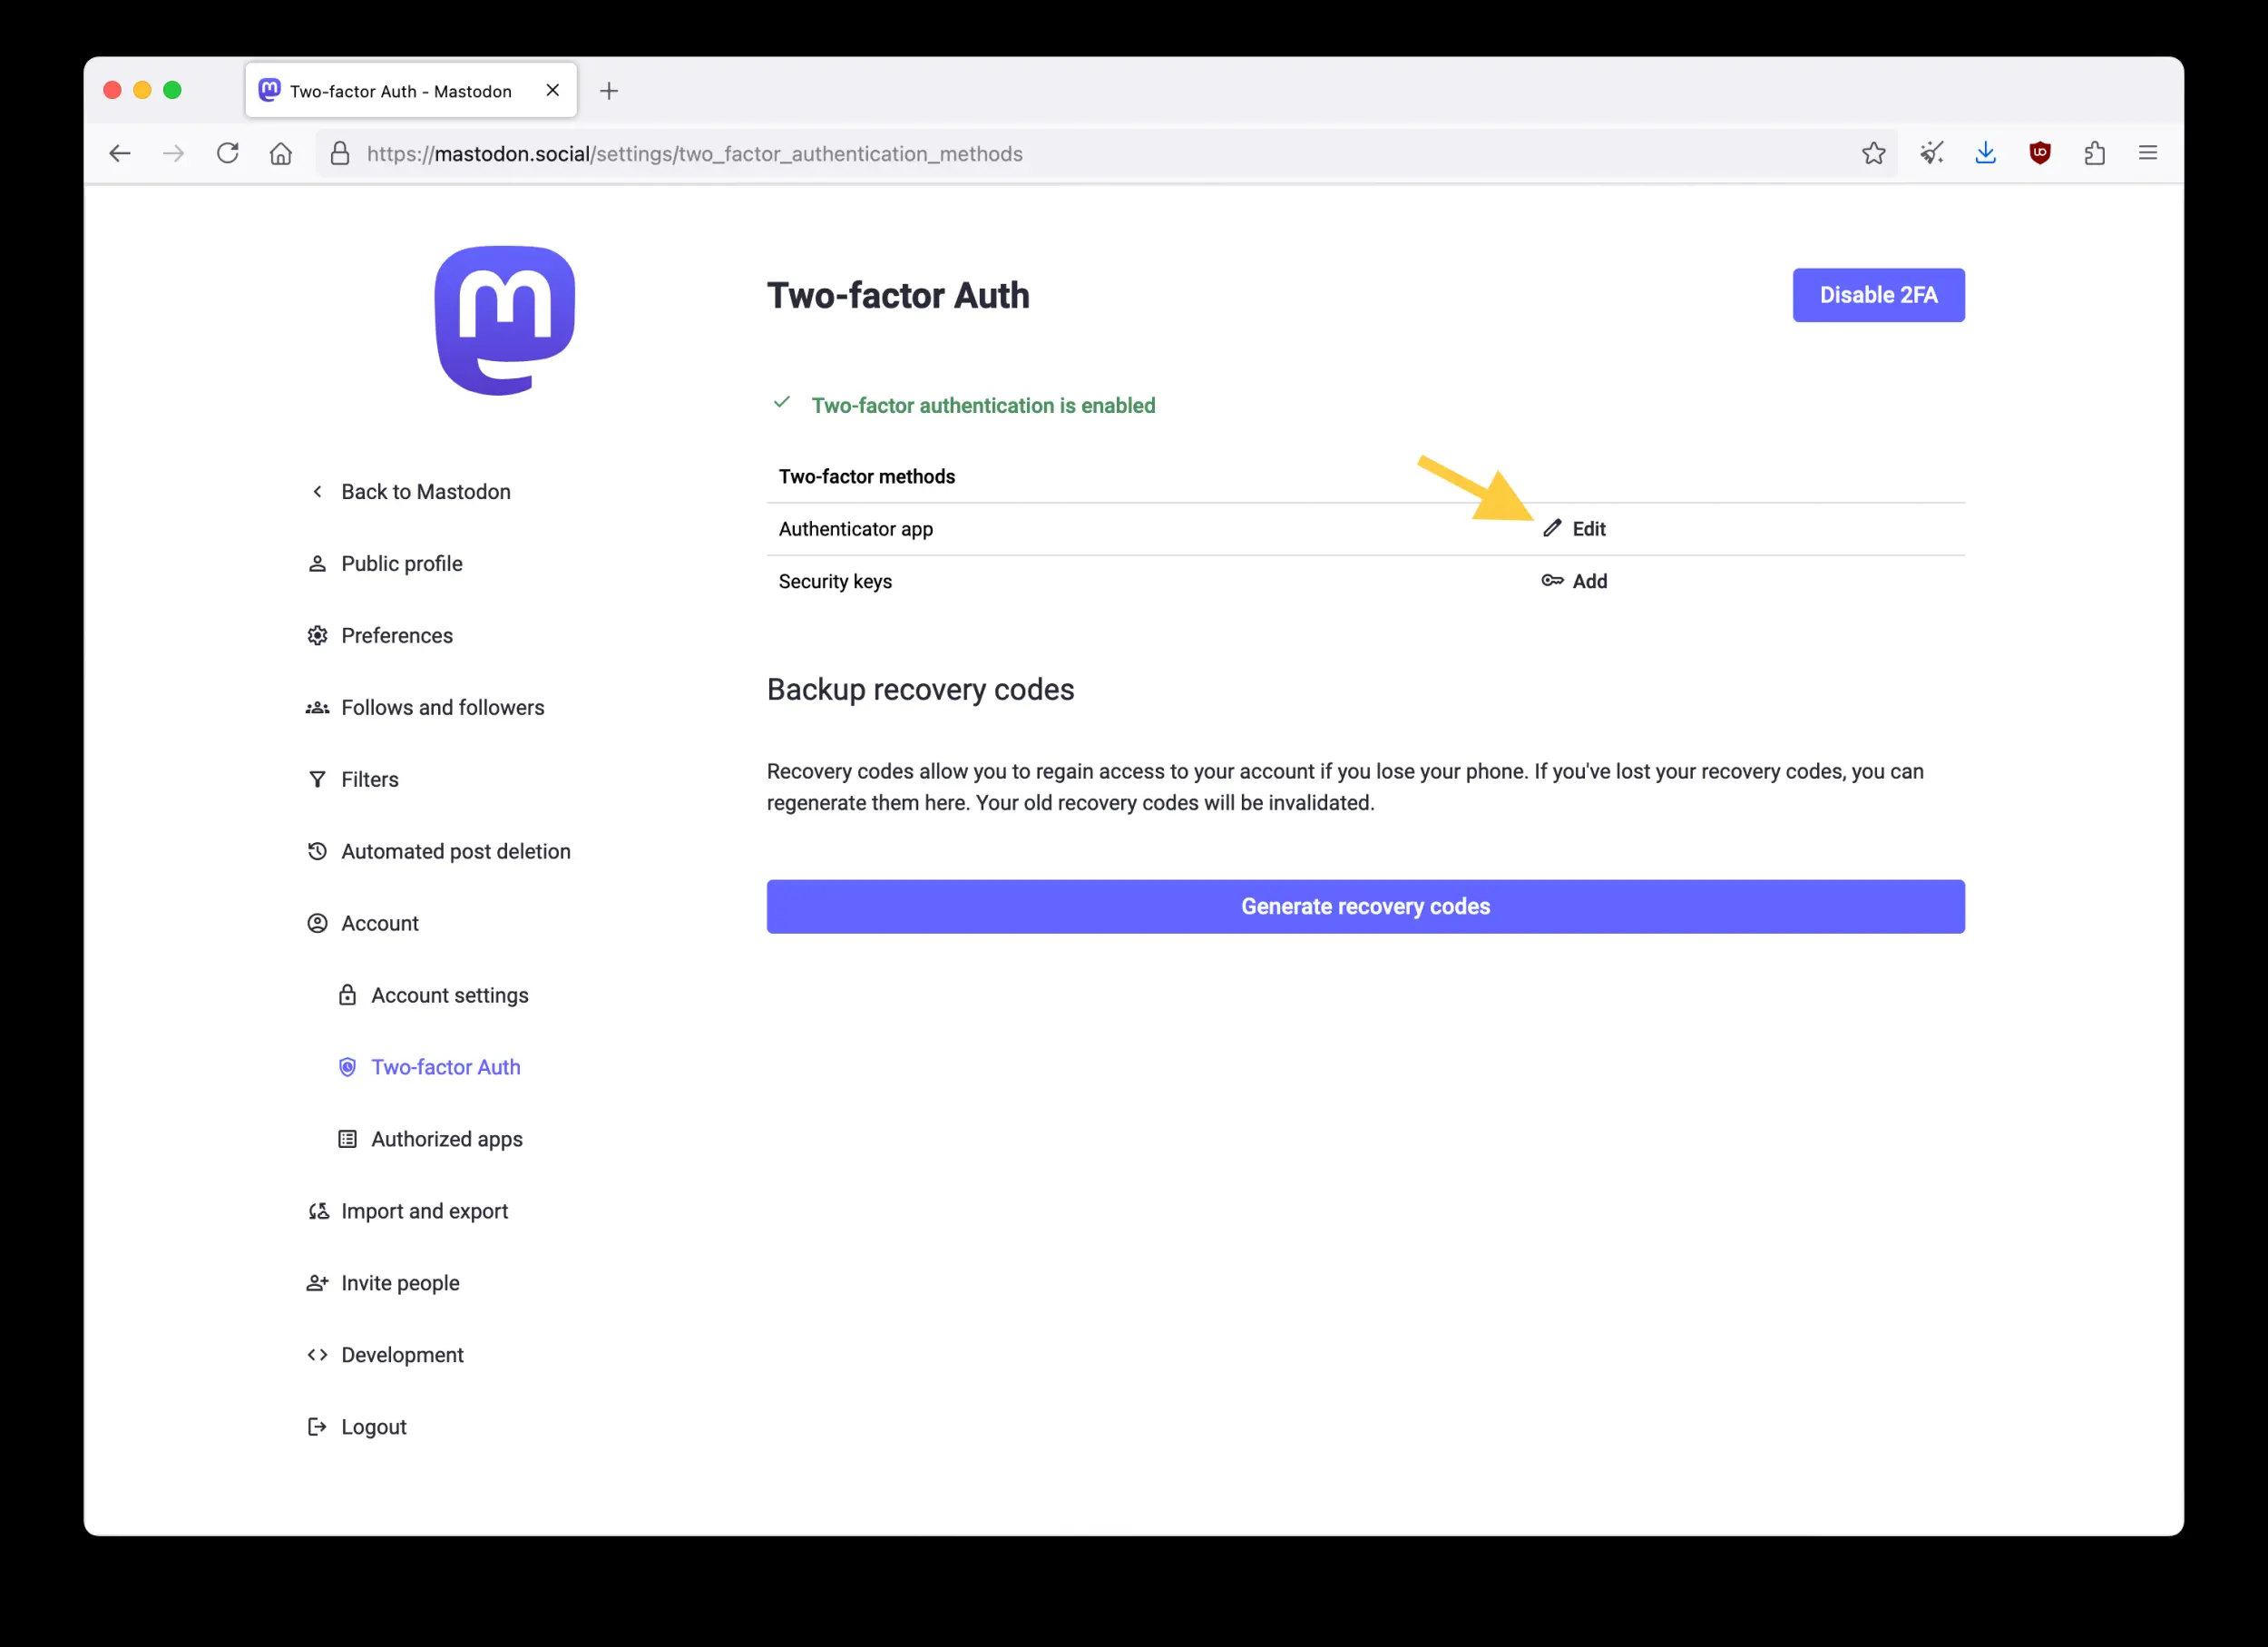 Two-factor Auth - Mastodon
https://mastodon.social/settings/two_factor_authentication_methods
Two-factor Auth
Disable 2FA
Two-factor authentication is enabled
Two-factor methods
Authenticator app
Edit
Security keys
Add
Backup recovery codes
Recovery codes allow you to regain access to your account if you lose your phone. If you've lost your recovery codes, you can
regenerate them here. Your old recovery codes will be invalidated.
Generate recovery codes
Back to Mastodon
Public profile
Preferences
Follows and followers
Filters
Automated post deletion
Account
Account settings
Two-factor Auth
Authorized apps
Import and export
Invite people
Development
Logout